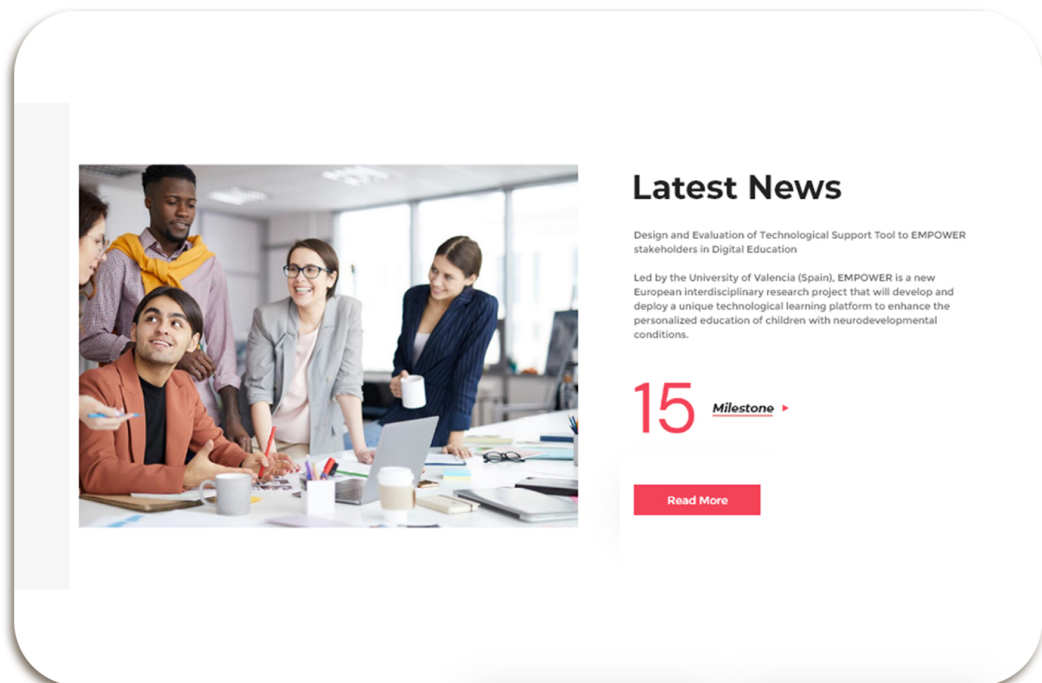 Latest News
Design and Evaluation of Technological Support Tool to EMPOWER
stakeholders in Digital Education
Led by the University of Valencia (Spain), EMPOWER is a new
European interdisciplinary research project that will develop and
deploy a unique technological learning platform to enhance the
personalized education of children with neurodevelopmental
conditions.
15 Milestone
Read More